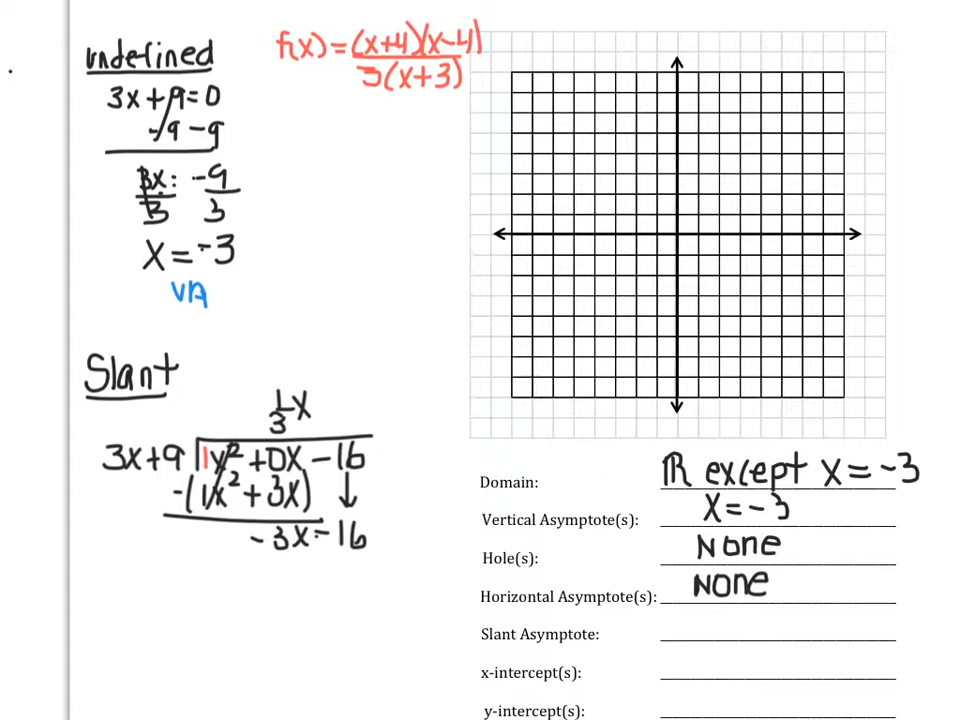 undefined
3x+9=0
-9 -9
3x = -9
3 3
x = -3
VA
f(x) = (x+4)(x-4)
3(x+3)
Slant
1
3 x
3x+9 1x² +0x -16
-(1x² + 3x) ↓
-3x-16
Domain: ℝ except x = -3
Vertical Asymptote(s): x = -3
Hole(s): None
Horizontal Asymptote(s): None
Slant Asymptote:
x-intercept(s):
y-intercept(s):